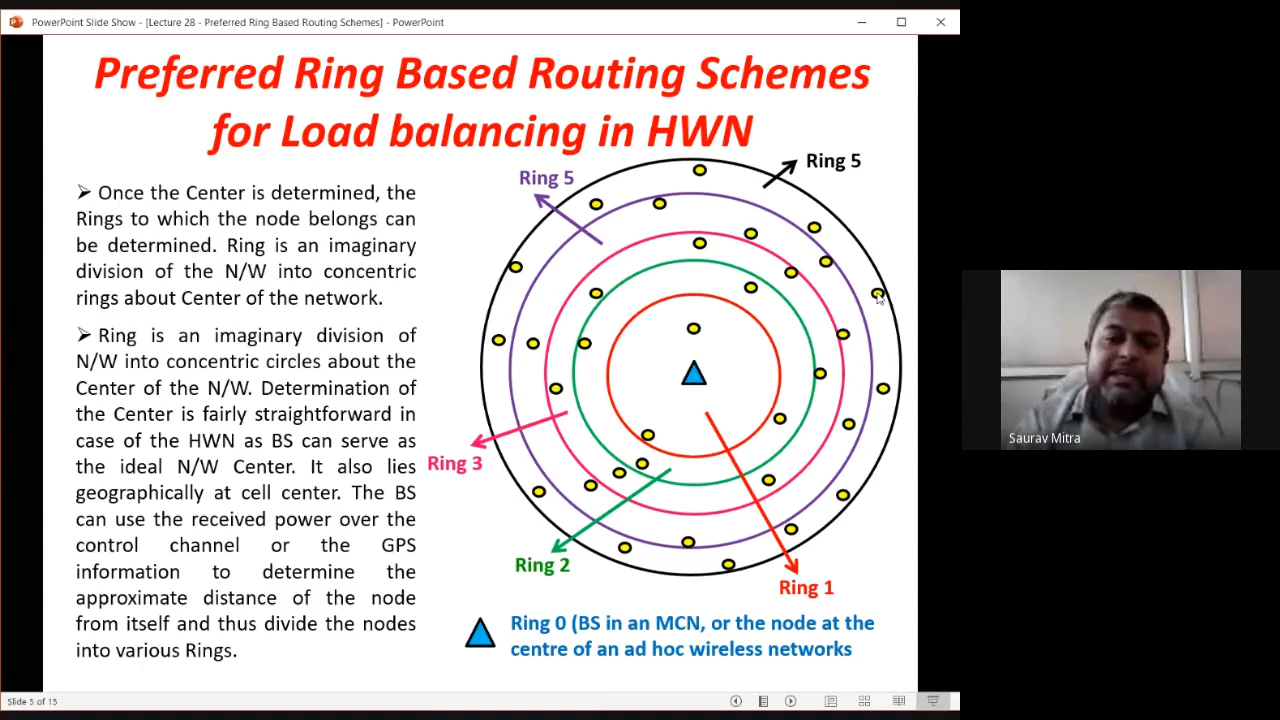 PowerPoint Slide Show - [Lecture 28 - Preferred Ring Based Routing Schemes] - PowerPoint
Preferred Ring Based Routing Schemes
for Load balancing in HWN
➢ Once the Center is determined, the
Rings to which the node belongs can
be determined. Ring is an imaginary
division of the N/W into concentric
rings about Center of the network.
➢ Ring is an imaginary division of
N/W into concentric circles about the
Center of the N/W. Determination of
the Center is fairly straightforward in
case of the HWN as BS can serve as
the ideal N/W Center. It also lies
geographically at cell center. The BS
can use the received power over the
control channel or the GPS
information to determine the
approximate distance of the node
from itself and thus divide the nodes
into various Rings.
Ring 5
Ring 5
Ring 3
Ring 2
Ring 1
Ring 0 (BS in an MCN, or the node at the
centre of an ad hoc wireless networks
Saurav Mitra
Slide 5 of 15